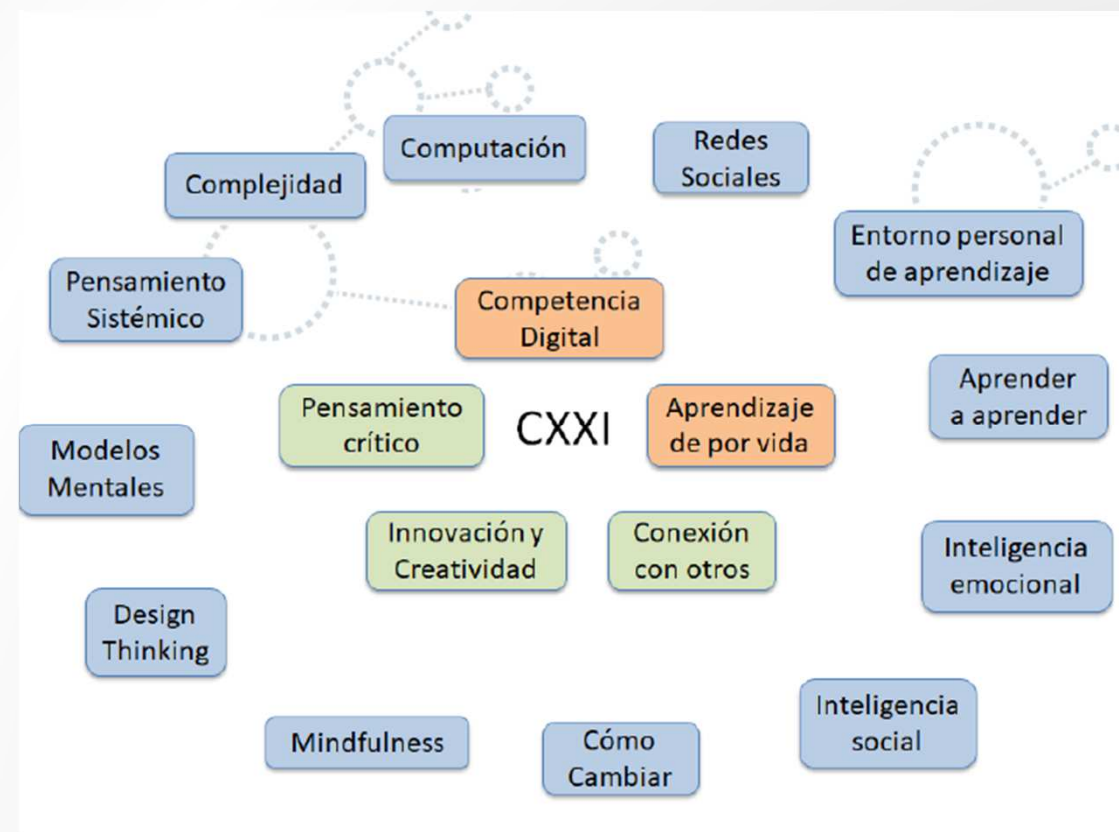 Computación
Redes
Sociales
Complejidad
Entorno personal
de aprendizaje
Pensamiento
Sistémico
Competencia
Digital
Aprender
a aprender
Pensamiento
crítico
CXXI
Aprendizaje
de por vida
Modelos
Mentales
Innovación y
Creatividad
Conexión
con otros
Inteligencia
emocional
Design
Thinking
Inteligencia
social
Mindfulness
Cómo
Cambiar